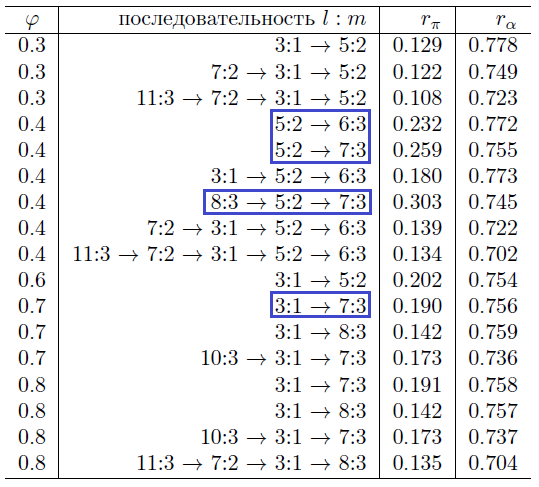 φ последовательность l : m r_π r_α
0.3 3:1 → 5:2 0.129 0.778
0.3 7:2 → 3:1 → 5:2 0.122 0.749
0.3 11:3 → 7:2 → 3:1 → 5:2 0.108 0.723
0.4 5:2 → 6:3 0.232 0.772
0.4 5:2 → 7:3 0.259 0.755
0.4 3:1 → 5:2 → 6:3 0.180 0.773
0.4 8:3 → 5:2 → 7:3 0.303 0.745
0.4 7:2 → 3:1 → 5:2 → 6:3 0.139 0.722
0.4 11:3 → 7:2 → 3:1 → 5:2 → 6:3 0.134 0.702
0.6 3:1 → 5:2 0.202 0.754
0.7 3:1 → 7:3 0.190 0.756
0.7 3:1 → 8:3 0.142 0.759
0.7 10:3 → 3:1 → 7:3 0.173 0.736
0.8 3:1 → 7:3 0.191 0.758
0.8 3:1 → 8:3 0.142 0.757
0.8 10:3 → 3:1 → 7:3 0.173 0.737
0.8 11:3 → 7:2 → 3:1 → 8:3 0.135 0.704